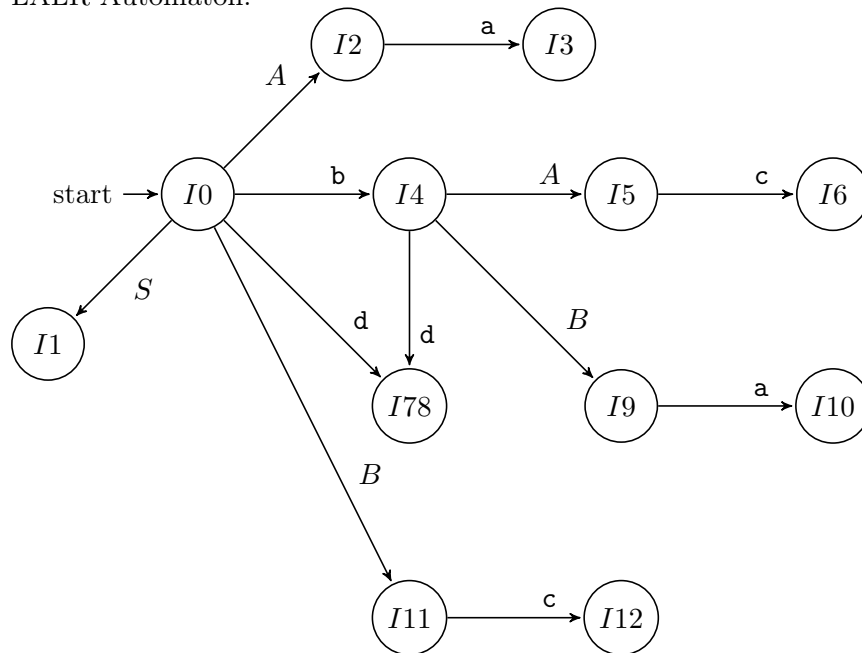 LALR Automaton:
I2 a I3
A
start I0 b I4 A I5 c I6
S d d B
I1
I78 I9 a I10
B
I11 c I12